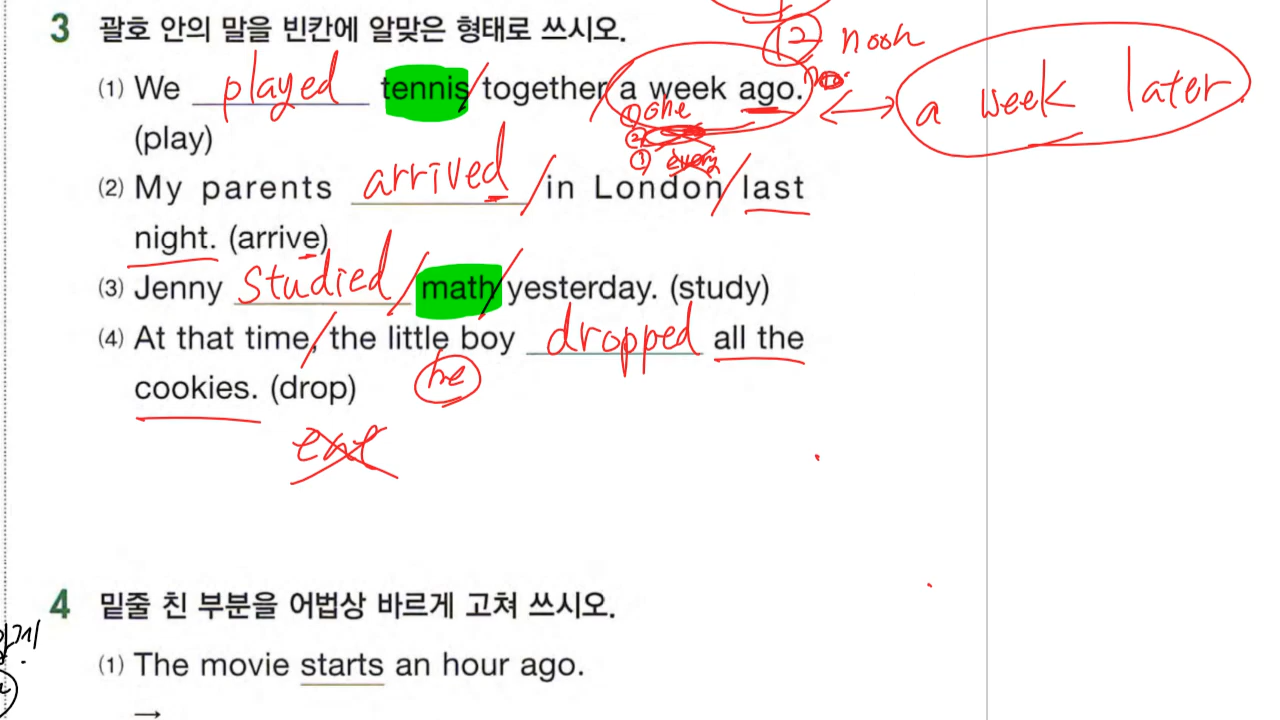 ② noon
3 괄호 안의 말을 빈칸에 알맞은 형태로 쓰시오.
(1) We played tennis together a week ago. ↔ a week later
① one
②
①
(play)
(2) My parents arrived in London last
night. (arrive)
(3) Jenny studied math yesterday. (study)
(4) At that time, the little boy dropped all the
he
cookies. (drop)
4 밑줄 친 부분을 어법상 바르게 고쳐 쓰시오.
(1) The movie starts an hour ago.
→